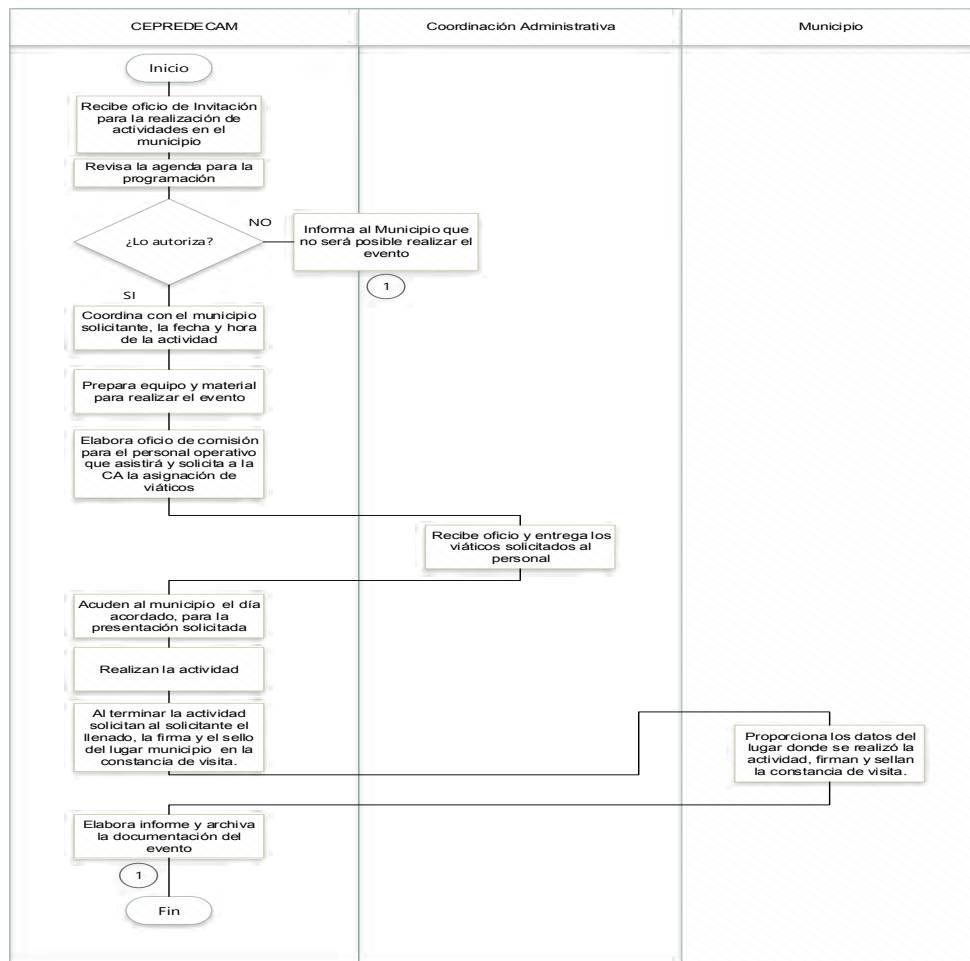 CEPREDECAM
Coordinación Administrativa
Municipio
Inicio
Recibe oficio de Invitación
para la realización de
actividades en el
municipio
Revisa la agenda para la
programación
¿Lo autoriza?
NO
Informa al Municipio que
no será posible realizar el
evento
1
SI
Coordina con el municipio
solicitante, la fecha y hora
de la actividad
Prepara equipo y material
para realizar el evento
Elabora oficio de comisión
para el personal operativo
que asistirá y solicita a la
CA la asignación de
viáticos
Recibe oficio y entrega los
viáticos solicitados al
personal
Acuden al municipio el día
acordado, para la
presentación solicitada
Realizan la actividad
Al terminar la actividad
solicitan al solicitante el
llenado, la firma y el sello
del lugar municipio en la
constancia de visita.
Proporciona los datos del
lugar donde se realizó la
actividad, firman y sellan
la constancia de visita.
Elabora informe y archiva
la documentación del
evento
1
Fin